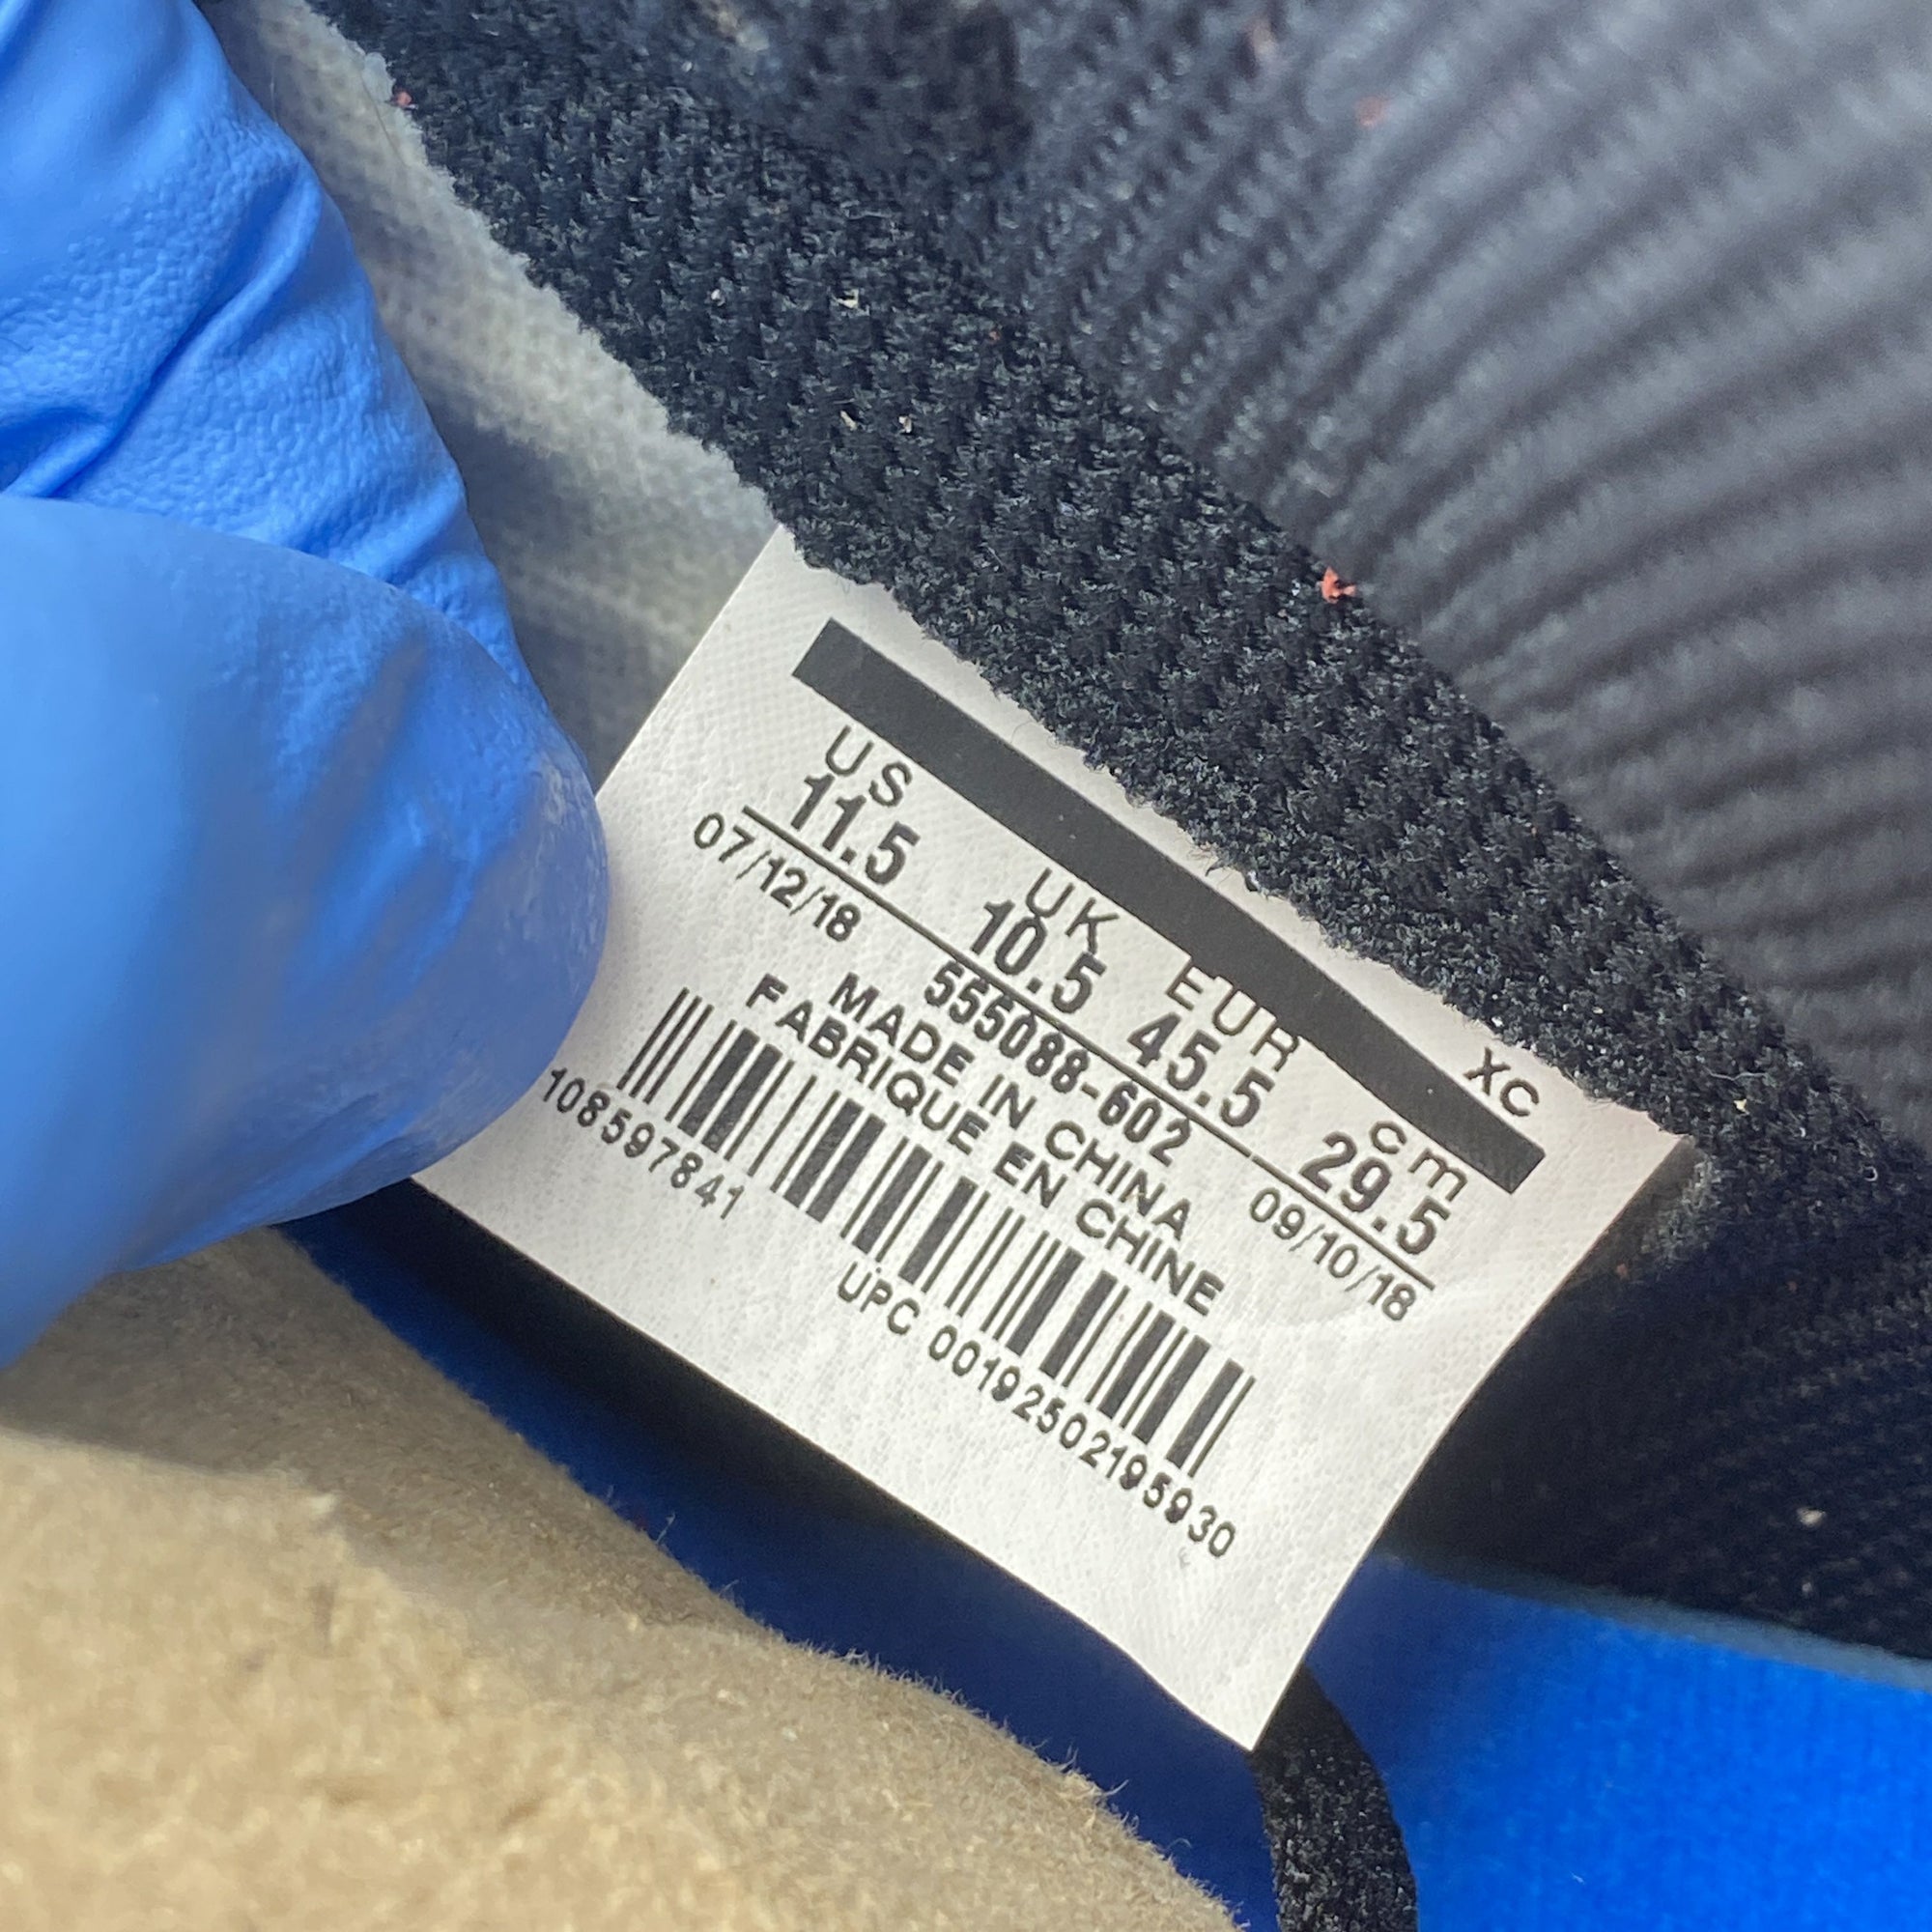 XC
US UK EUR cm
11.5 10.5 45.5 29.5
07/12/18 555088-602 09/10/18
MADE IN CHINA
FABRIQUE EN CHINE
108597841 UPC 00192502195930